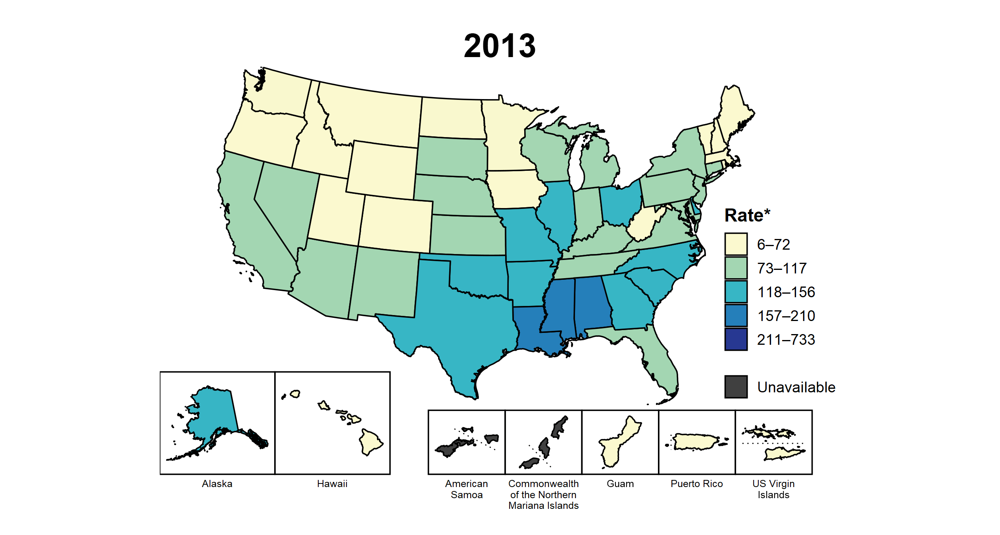 2013
Rate*
6–72
73–117
118–156
157–210
211–733
Unavailable
Alaska
Hawaii
American
Samoa
Commonwealth
of the Northern
Mariana Islands
Guam
Puerto Rico
US Virgin
Islands